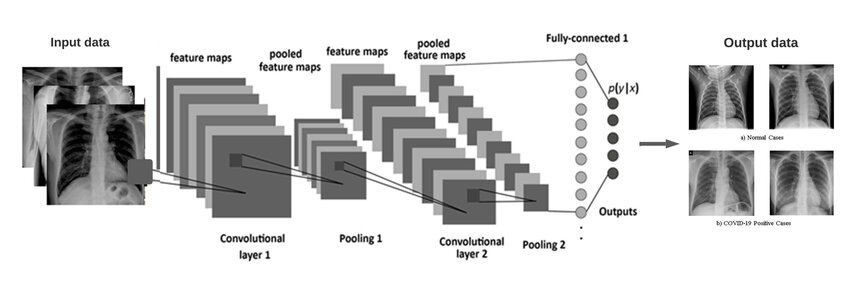 Input data
feature maps
pooled
feature maps
feature maps
pooled
feature maps
Fully-connected 1
Output data
p(y|x)
a) Normal Cases
b) COVID-19 Positive Cases
Outputs
Convolutional
layer 1
Pooling 1
Convolutional
layer 2
Pooling 2